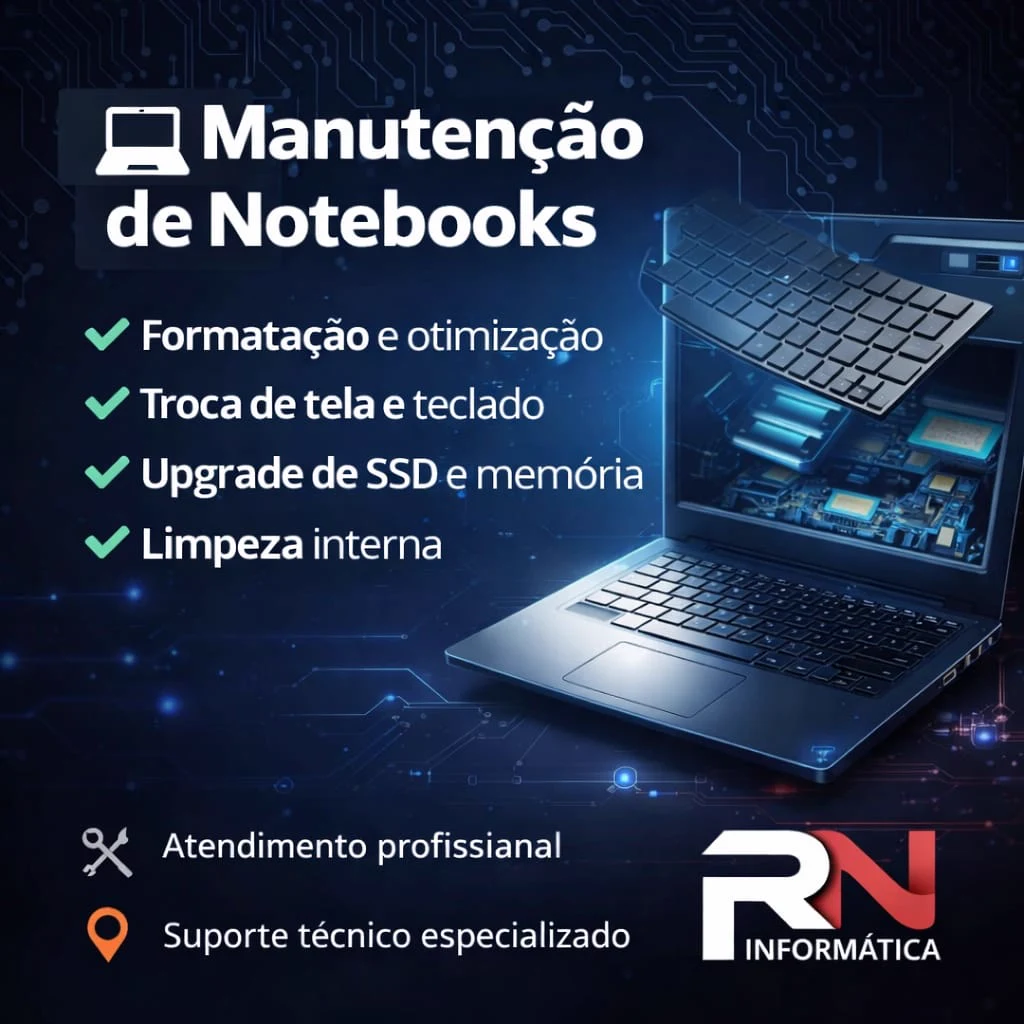 Manutenção
de Notebooks
Formatação e otimização
Troca de tela e teclado
Upgrade de SSD e memória
Limpeza interna
Atendimento profissianal
Suporte técnico especializado
RN
INFORMÁTICA